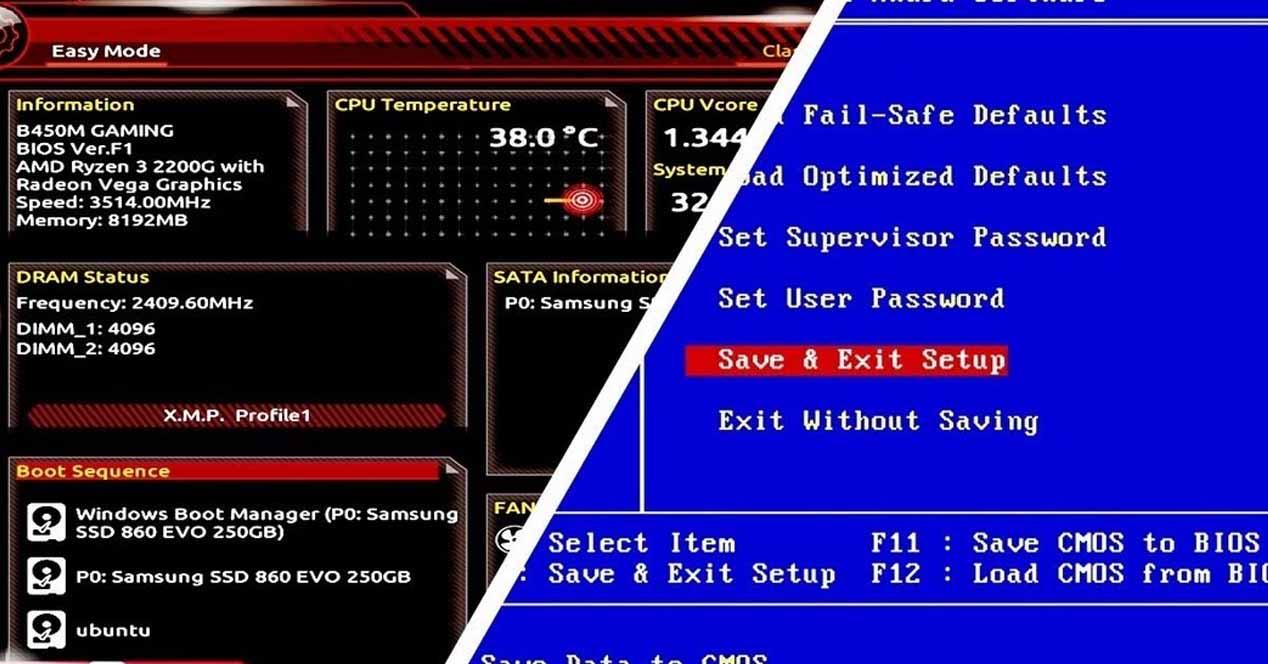 Easy Mode
Information
B450M GAMING
BIOS Ver.F1
AMD Ryzen 3 2200G with
Radeon Vega Graphics
Speed: 3514.00MHz
Memory: 8192MB
CPU Temperature
38.0 °C
CPU Vcore
1.344
System
32
DRAM Status
Frequency: 2409.60MHz
DIMM_1: 4096
DIMM_2: 4096
X.M.P. Profile1
SATA Information
P0: Samsung
Boot Sequence
Windows Boot Manager (P0: Samsung
SSD 860 EVO 250GB)
P0: Samsung SSD 860 EVO 250GB
ubuntu
FAN
Fail-Safe Defaults
Optimized Defaults
Set Supervisor Password
Set User Password
Save & Exit Setup
Exit Without Saving
Select Item F11 : Save CMOS to BIOS
: Save & Exit Setup F12 : Load CMOS from
Save Data to CMOS